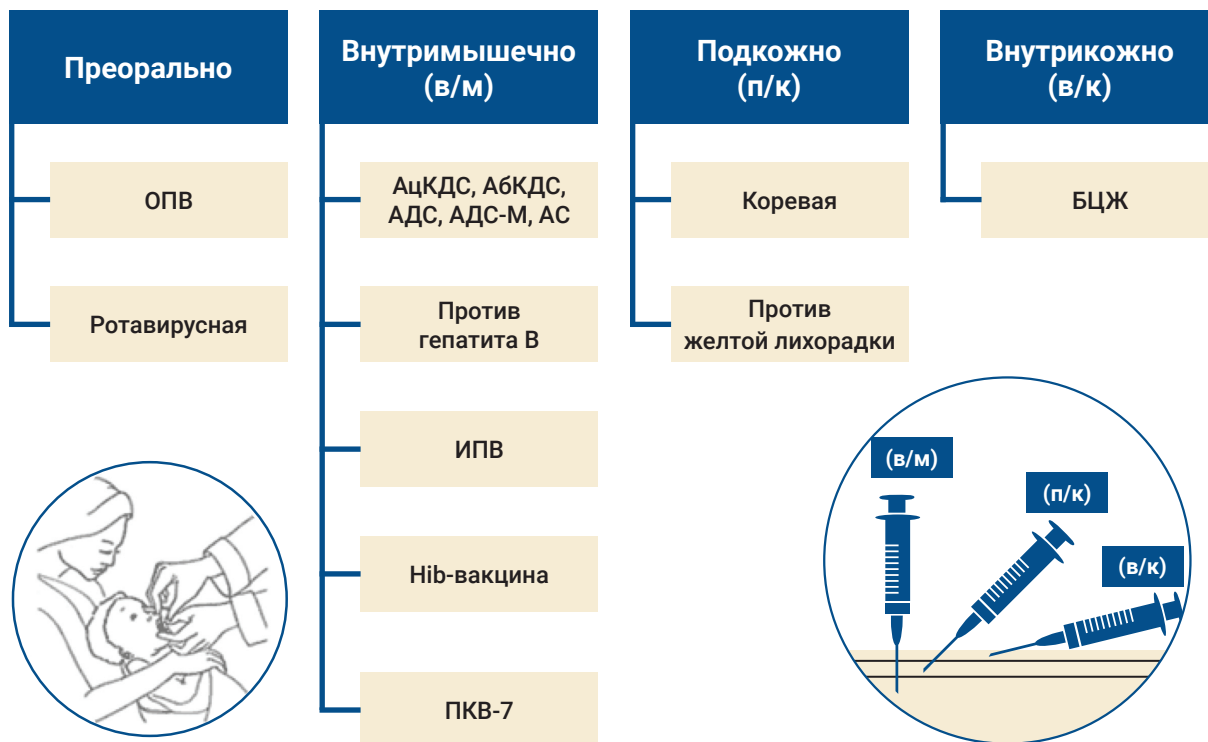 Преорально
ОПВ
Ротавирусная
Внутримышечно
(в/м)
АцКДС, АбКДС,
АДС, АДС-М, АС
Против
гепатита В
ИПВ
Hib-вакцина
ПКВ-7
Подкожно
(п/к)
Коревая
Против
желтой лихорадки
Внутрикожно
(в/к)
БЦЖ
(в/м)
(п/к)
(в/к)